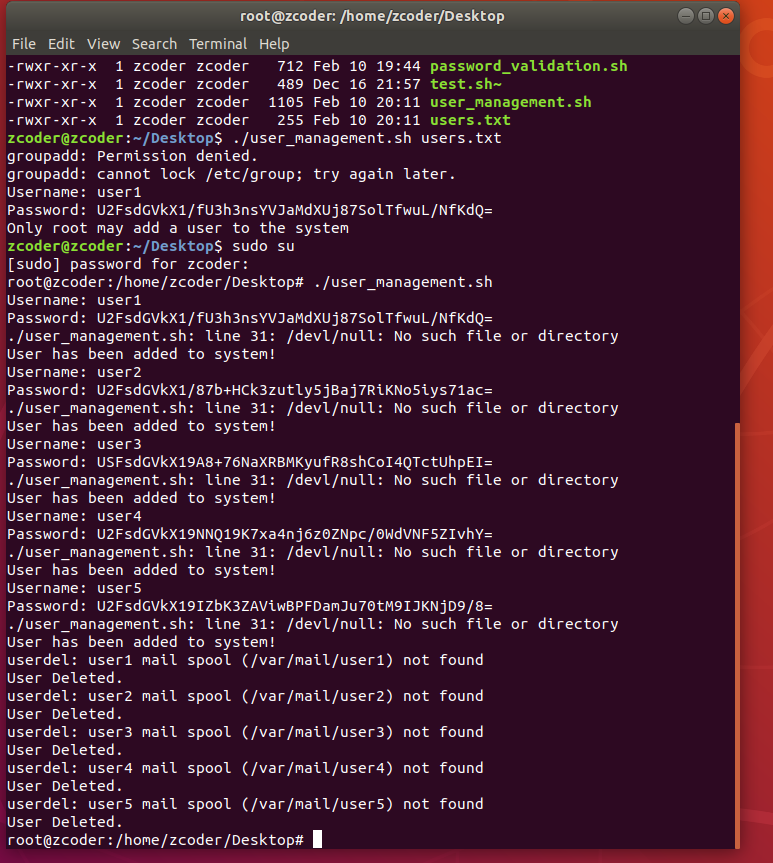 root@zcoder: /home/zcoder/Desktop
File Edit View Search Terminal Help
-rwxr-xr-x 1 zcoder zcoder 712 Feb 10 19:44 password_validation.sh
-rwxr-xr-x 1 zcoder zcoder 489 Dec 16 21:57 test.sh~
-rwxr-xr-x 1 zcoder zcoder 1105 Feb 10 20:11 user_management.sh
-rwxr-xr-x 1 zcoder zcoder 255 Feb 10 20:11 users.txt
zcoder@zcoder:~/Desktop$ ./user_management.sh users.txt
groupadd: Permission denied.
groupadd: cannot lock /etc/group; try again later.
Username: user1
Password: U2FsdGVkX1/fU3h3nsYVJaMdXUj87SolTfwuL/NfKdQ=
Only root may add a user to the system
zcoder@zcoder:~/Desktop$ sudo su
[sudo] password for zcoder:
root@zcoder:/home/zcoder/Desktop# ./user_management.sh
Username: user1
Password: U2FsdGVkX1/fU3h3nsYVJaMdXUj87SolTfwuL/NfKdQ=
./user_management.sh: line 31: /devl/null: No such file or directory
User has been added to system!
Username: user2
Password: U2FsdGVkX1/87b+HCk3zutly5jBaj7RiKNo5iys71ac=
./user_management.sh: line 31: /devl/null: No such file or directory
User has been added to system!
Username: user3
Password: USFsdGVkX19A8+76NaXRBMKyufR8shCoI4QTctUhpEI=
./user_management.sh: line 31: /devl/null: No such file or directory
User has been added to system!
Username: user4
Password: U2FsdGVkX19NNQ19K7xa4nj6z0ZNpc/0WdVNF5ZIvhY=
./user_management.sh: line 31: /devl/null: No such file or directory
User has been added to system!
Username: user5
Password: U2FsdGVkX19IZbK3ZAViwBPFDamJu70tM9IJKNjD9/8=
./user_management.sh: line 31: /devl/null: No such file or directory
User has been added to system!
userdel: user1 mail spool (/var/mail/user1) not found
User Deleted.
userdel: user2 mail spool (/var/mail/user2) not found
User Deleted.
userdel: user3 mail spool (/var/mail/user3) not found
User Deleted.
userdel: user4 mail spool (/var/mail/user4) not found
User Deleted.
userdel: user5 mail spool (/var/mail/user5) not found
User Deleted.
root@zcoder:/home/zcoder/Desktop#